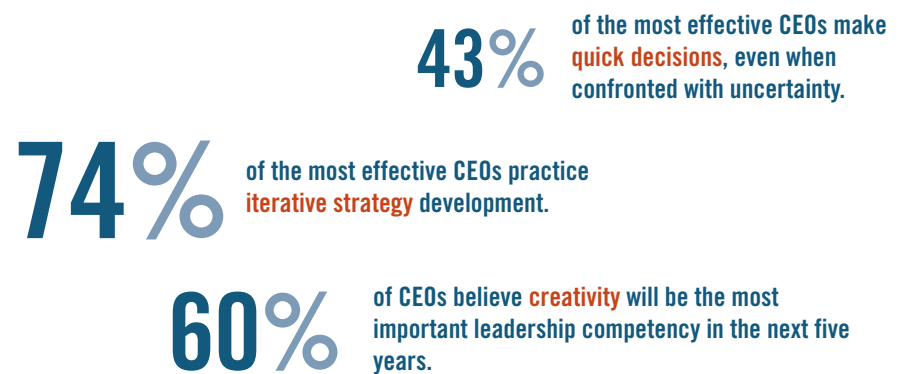 43% of the most effective CEOs make
quick decisions, even when
confronted with uncertainty.
74% of the most effective CEOs practice
iterative strategy development.
60% of CEOs believe creativity will be the most
important leadership competency in the next five
years.